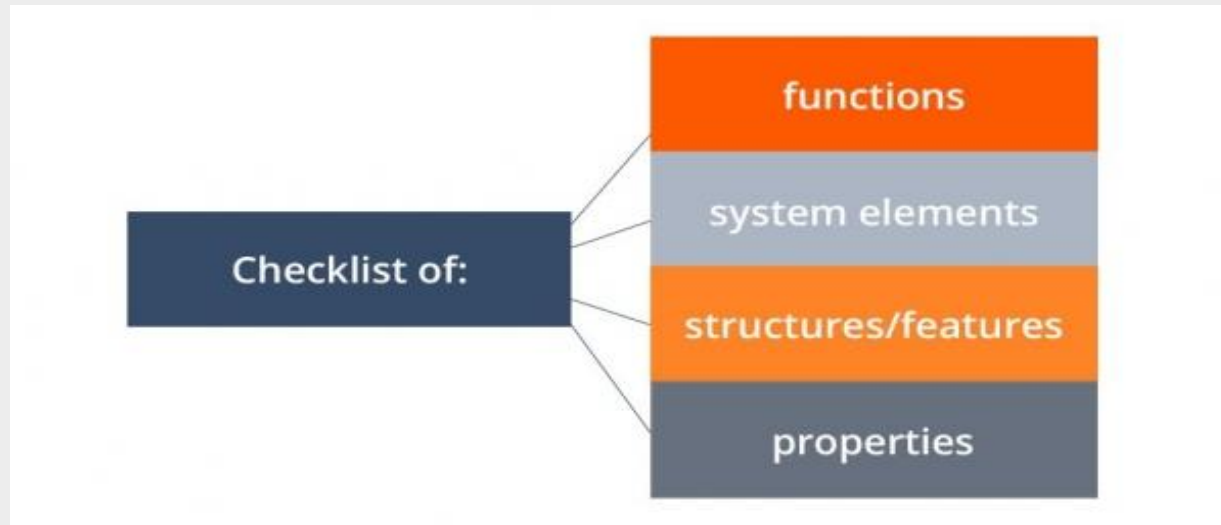 Checklist of:
functions
system elements
structures/features
properties